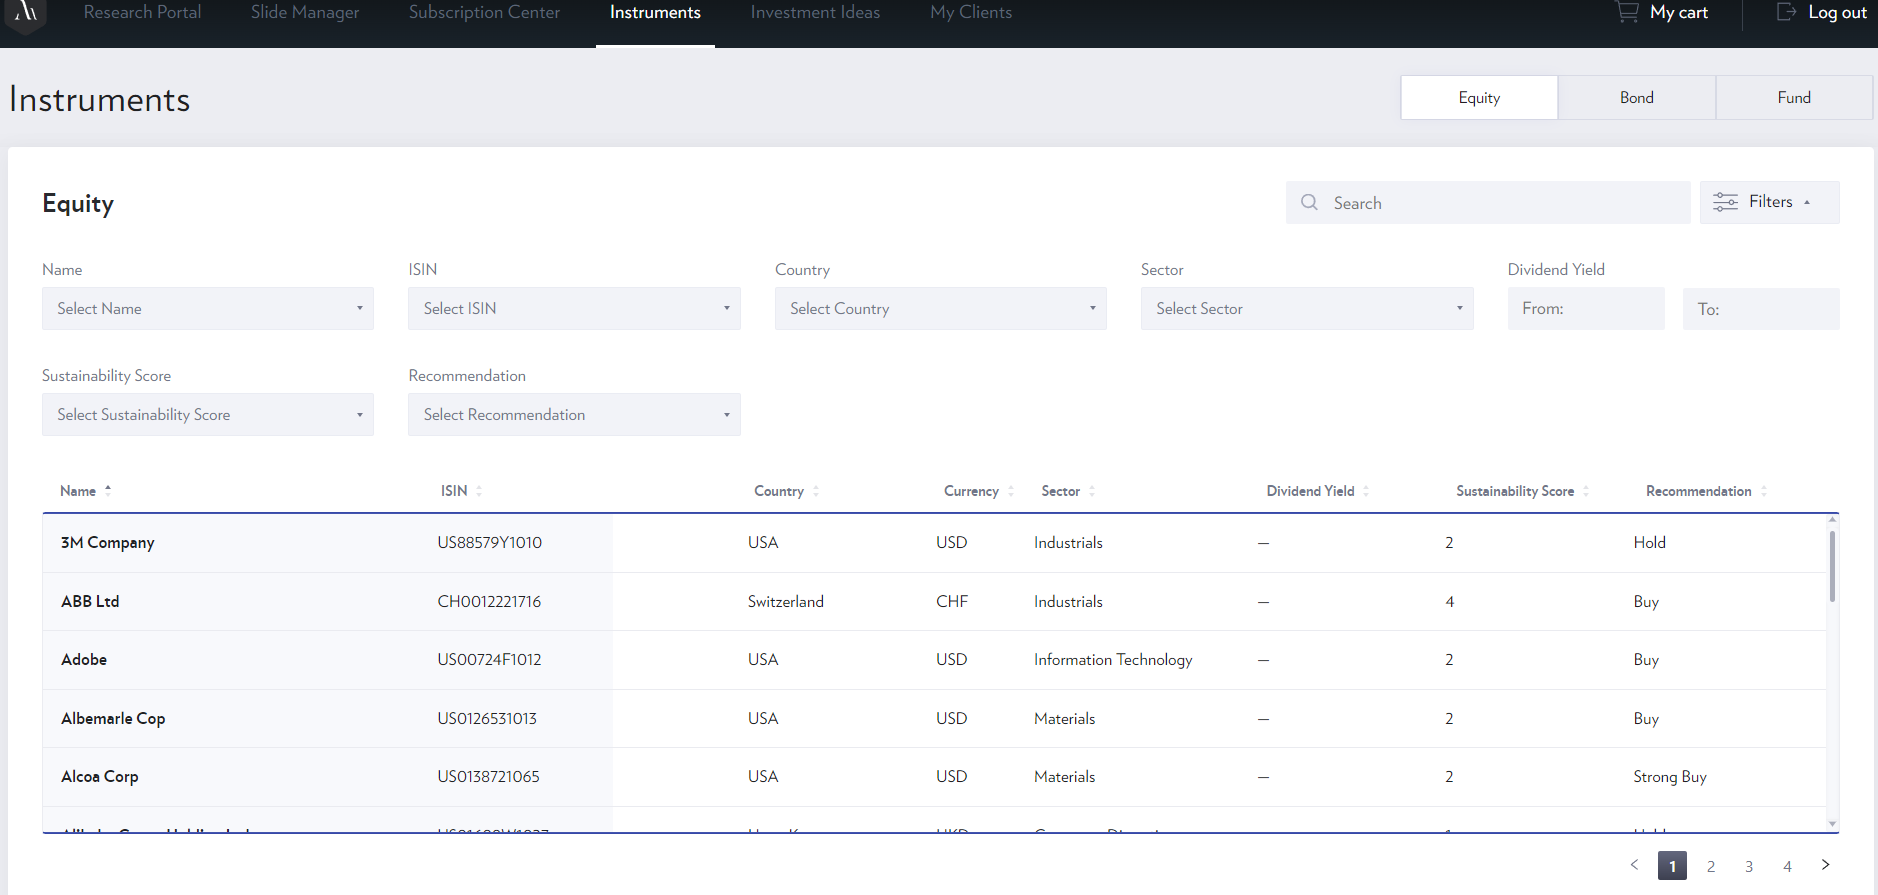 Research Portal Slide Manager Subscription Center Instruments Investment Ideas My Clients My cart Log out
Instruments Equity Bond Fund
Equity Search Filters
Name ISIN Country Sector Dividend Yield
Select Name Select ISIN Select Country Select Sector From: To:
Sustainability Score Recommendation
Select Sustainability Score Select Recommendation
Name ISIN Country Currency Sector Dividend Yield Sustainability Score Recommendation
3M Company US88579Y1010 USA USD Industrials — 2 Hold
ABB Ltd CH0012221716 Switzerland CHF Industrials — 4 Buy
Adobe US00724F1012 USA USD Information Technology — 2 Buy
Albemarle Cop US0126531013 USA USD Materials — 2 Buy
Alcoa Corp US0138721065 USA USD Materials — 2 Strong Buy
< 1 2 3 4 >